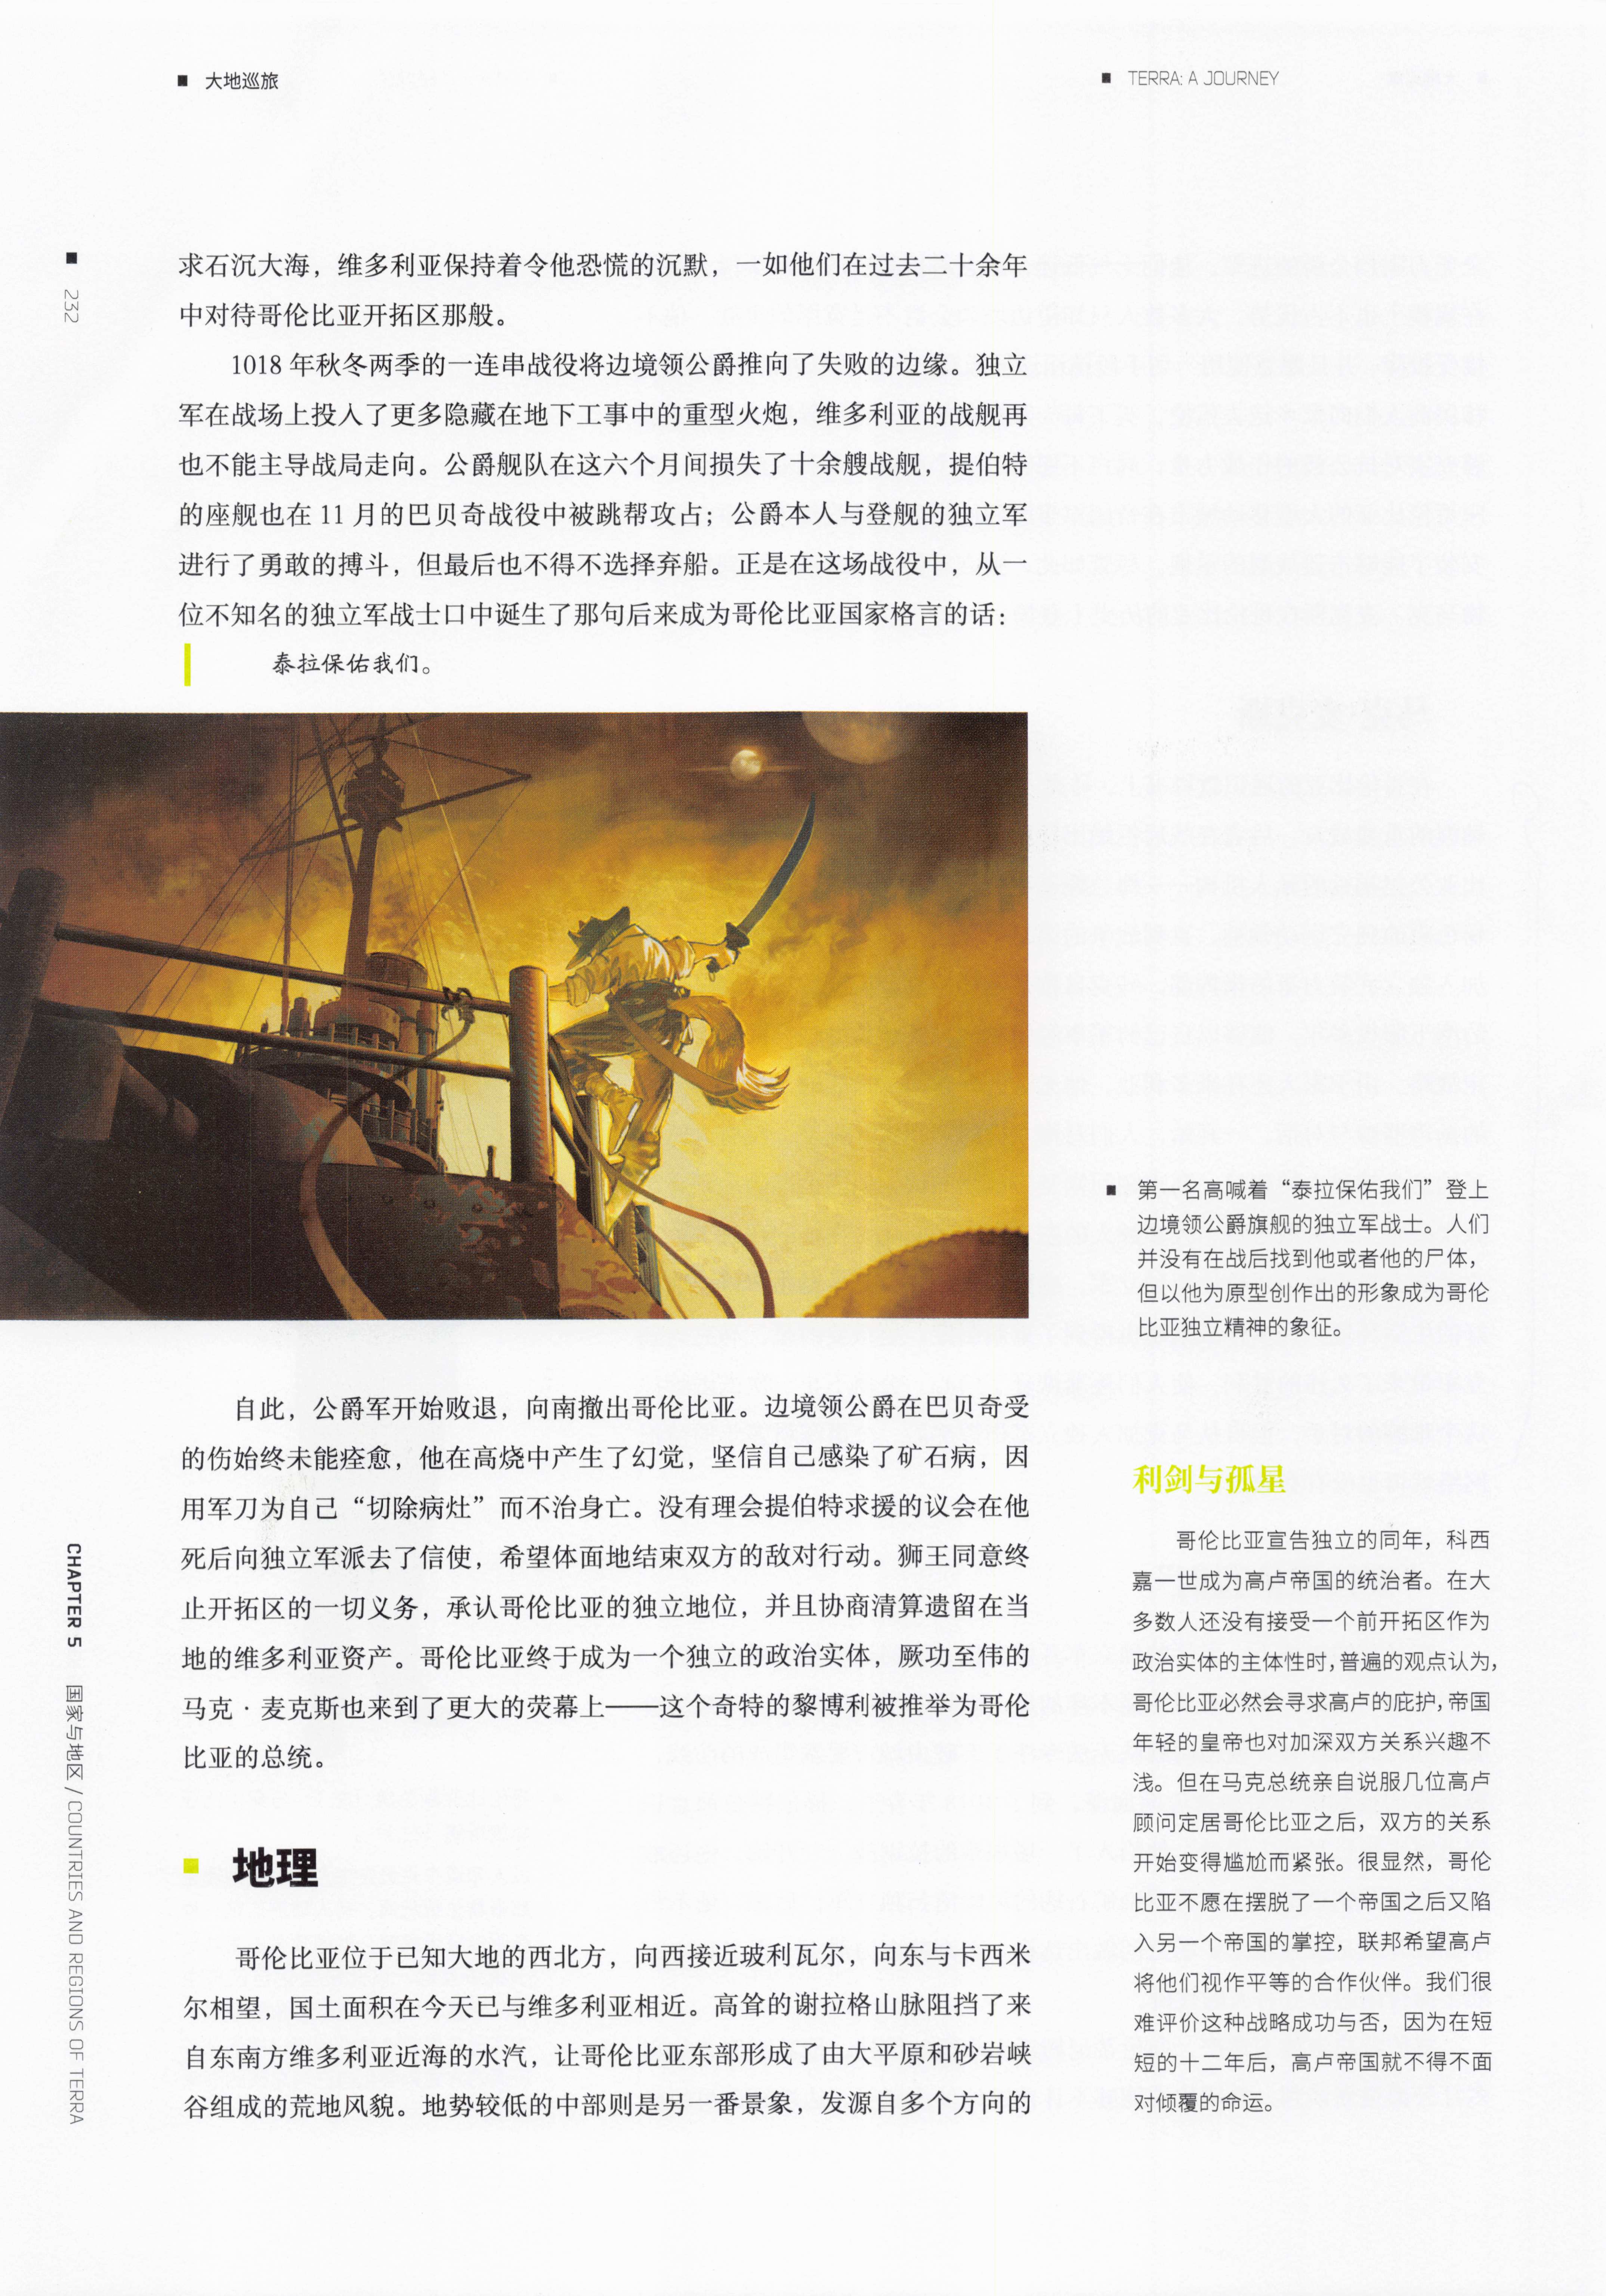 大地巡旅
TERRA: A JOURNEY
232
求石沉大海，维多利亚保持着令他恐慌的沉默，一如他们在过去二十余年
中对待哥伦比亚开拓区那般。
1018 年秋冬两季的一连串战役将边境领公爵推向了失败的边缘。独立
军在战场上投入了更多隐藏在地下工事中的重型火炮，维多利亚的战舰再
也不能主导战局走向。公爵舰队在这六个月间损失了十余艘战舰，提伯特
的座舰也在 11 月的巴贝奇战役中被跳帮攻占；公爵本人与登舰的独立军
进行了勇敢的搏斗，但最后也不得不选择弃船。正是在这场战役中，从一
位不知名的独立军战士口中诞生了那句后来成为哥伦比亚国家格言的话：
泰拉保佑我们。
第一名高喊着“泰拉保佑我们”登上
边境领公爵旗舰的独立军战士。人们
并没有在战后找到他或者他的尸体，
但以他为原型创作出的形象成为哥伦
比亚独立精神的象征。
自此，公爵军开始败退，向南撤出哥伦比亚。边境领公爵在巴贝奇受
的伤始终未能痊愈，他在高烧中产生了幻觉，坚信自己感染了矿石病，因
用军刀为自己“切除病灶”而不治身亡。没有理会提伯特求援的议会在他
死后向独立军派去了信使，希望体面地结束双方的敌对行动。狮王同意终
止开拓区的一切义务，承认哥伦比亚的独立地位，并且协商清算遗留在当
地的维多利亚资产。哥伦比亚终于成为一个独立的政治实体，厥功至伟的
马克·麦克斯也来到了更大的荧幕上——这个奇特的黎博利被推举为哥伦
比亚的总统。
地理
哥伦比亚位于已知大地的西北方，向西接近玻利瓦尔，向东与卡西米
尔相望，国土面积在今天已与维多利亚相近。高耸的谢拉格山脉阻挡了来
自东南方维多利亚近海的水汽，让哥伦比亚东部形成了由大平原和砂岩峡
谷组成的荒地风貌。地势较低的中部则是另一番景象，发源自多个方向的
利剑与孤星
哥伦比亚宣告独立的同年，科西
嘉一世成为高卢帝国的统治者。在大
多数人还没有接受一个前开拓区作为
政治实体的主体性时，普遍的观点认为，
哥伦比亚必然会寻求高卢的庇护，帝国
年轻的皇帝也对加深双方关系兴趣不
浅。但在马克总统亲自说服几位高卢
顾问定居哥伦比亚之后，双方的关系
开始变得尴尬而紧张。很显然，哥伦
比亚不愿在摆脱了一个帝国之后又陷
入另一个帝国的掌控，联邦希望高卢
将他们视作平等的合作伙伴。我们很
难评价这种战略成功与否，因为在短
短的十二年后，高卢帝国就不得不面
对倾覆的命运。
CHAPTER 5 国家与地区 / COUNTRIES AND REGIONS OF TERRA